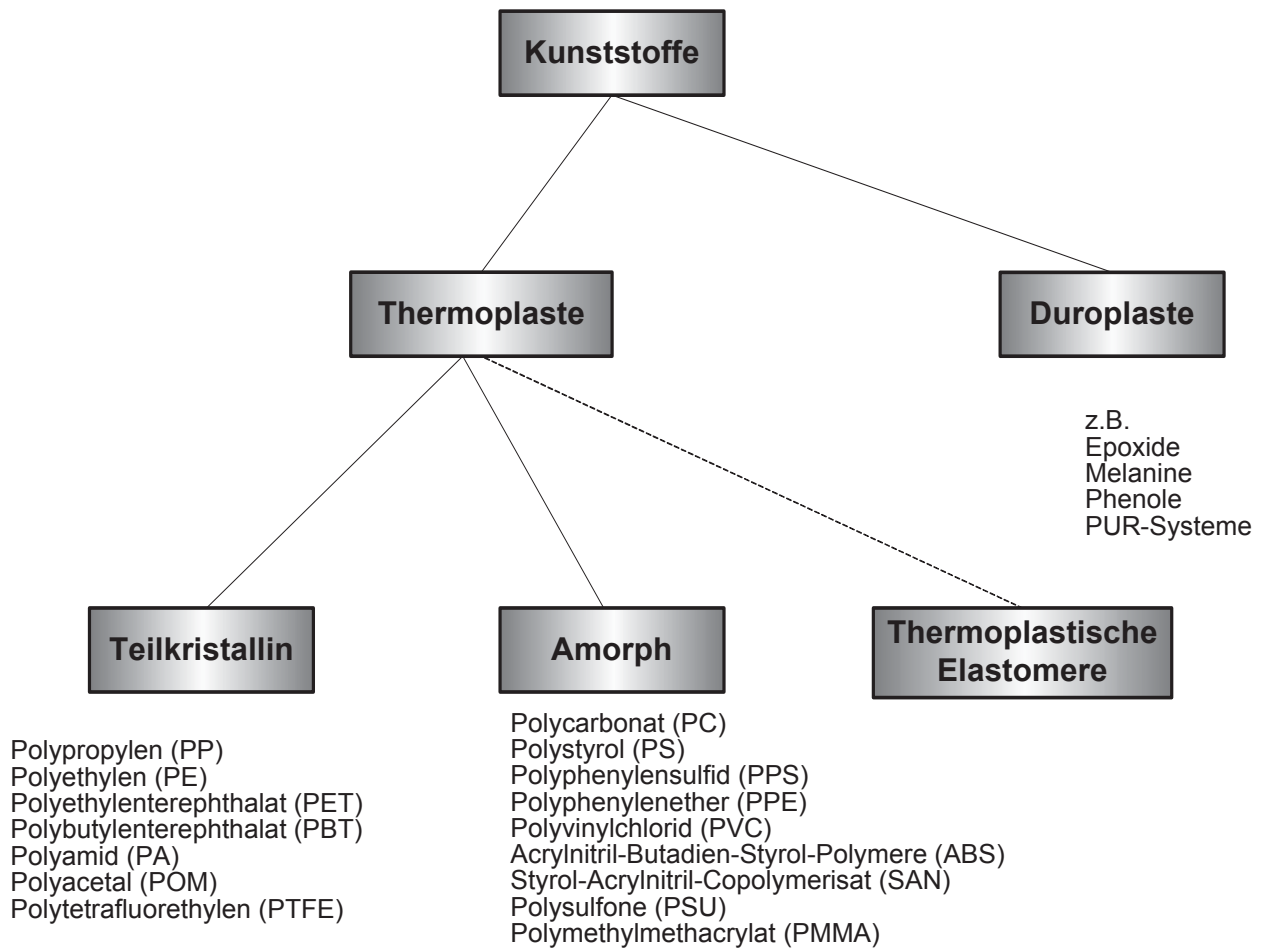 Kunststoffe
Thermoplaste
Duroplaste
z.B.
Epoxide
Melanine
Phenole
PUR-Systeme
Teilkristallin
Amorph
Thermoplastische
Elastomere
Polypropylen (PP)
Polyethylen (PE)
Polyethylenterephthalat (PET)
Polybutylenterephthalat (PBT)
Polyamid (PA)
Polyacetal (POM)
Polytetrafluorethylen (PTFE)
Polycarbonat (PC)
Polystyrol (PS)
Polyphenylensulfid (PPS)
Polyphenylenether (PPE)
Polyvinylchlorid (PVC)
Acrylnitril-Butadien-Styrol-Polymere (ABS)
Styrol-Acrylnitril-Copolymerisat (SAN)
Polysulfone (PSU)
Polymethylmethacrylat (PMMA)